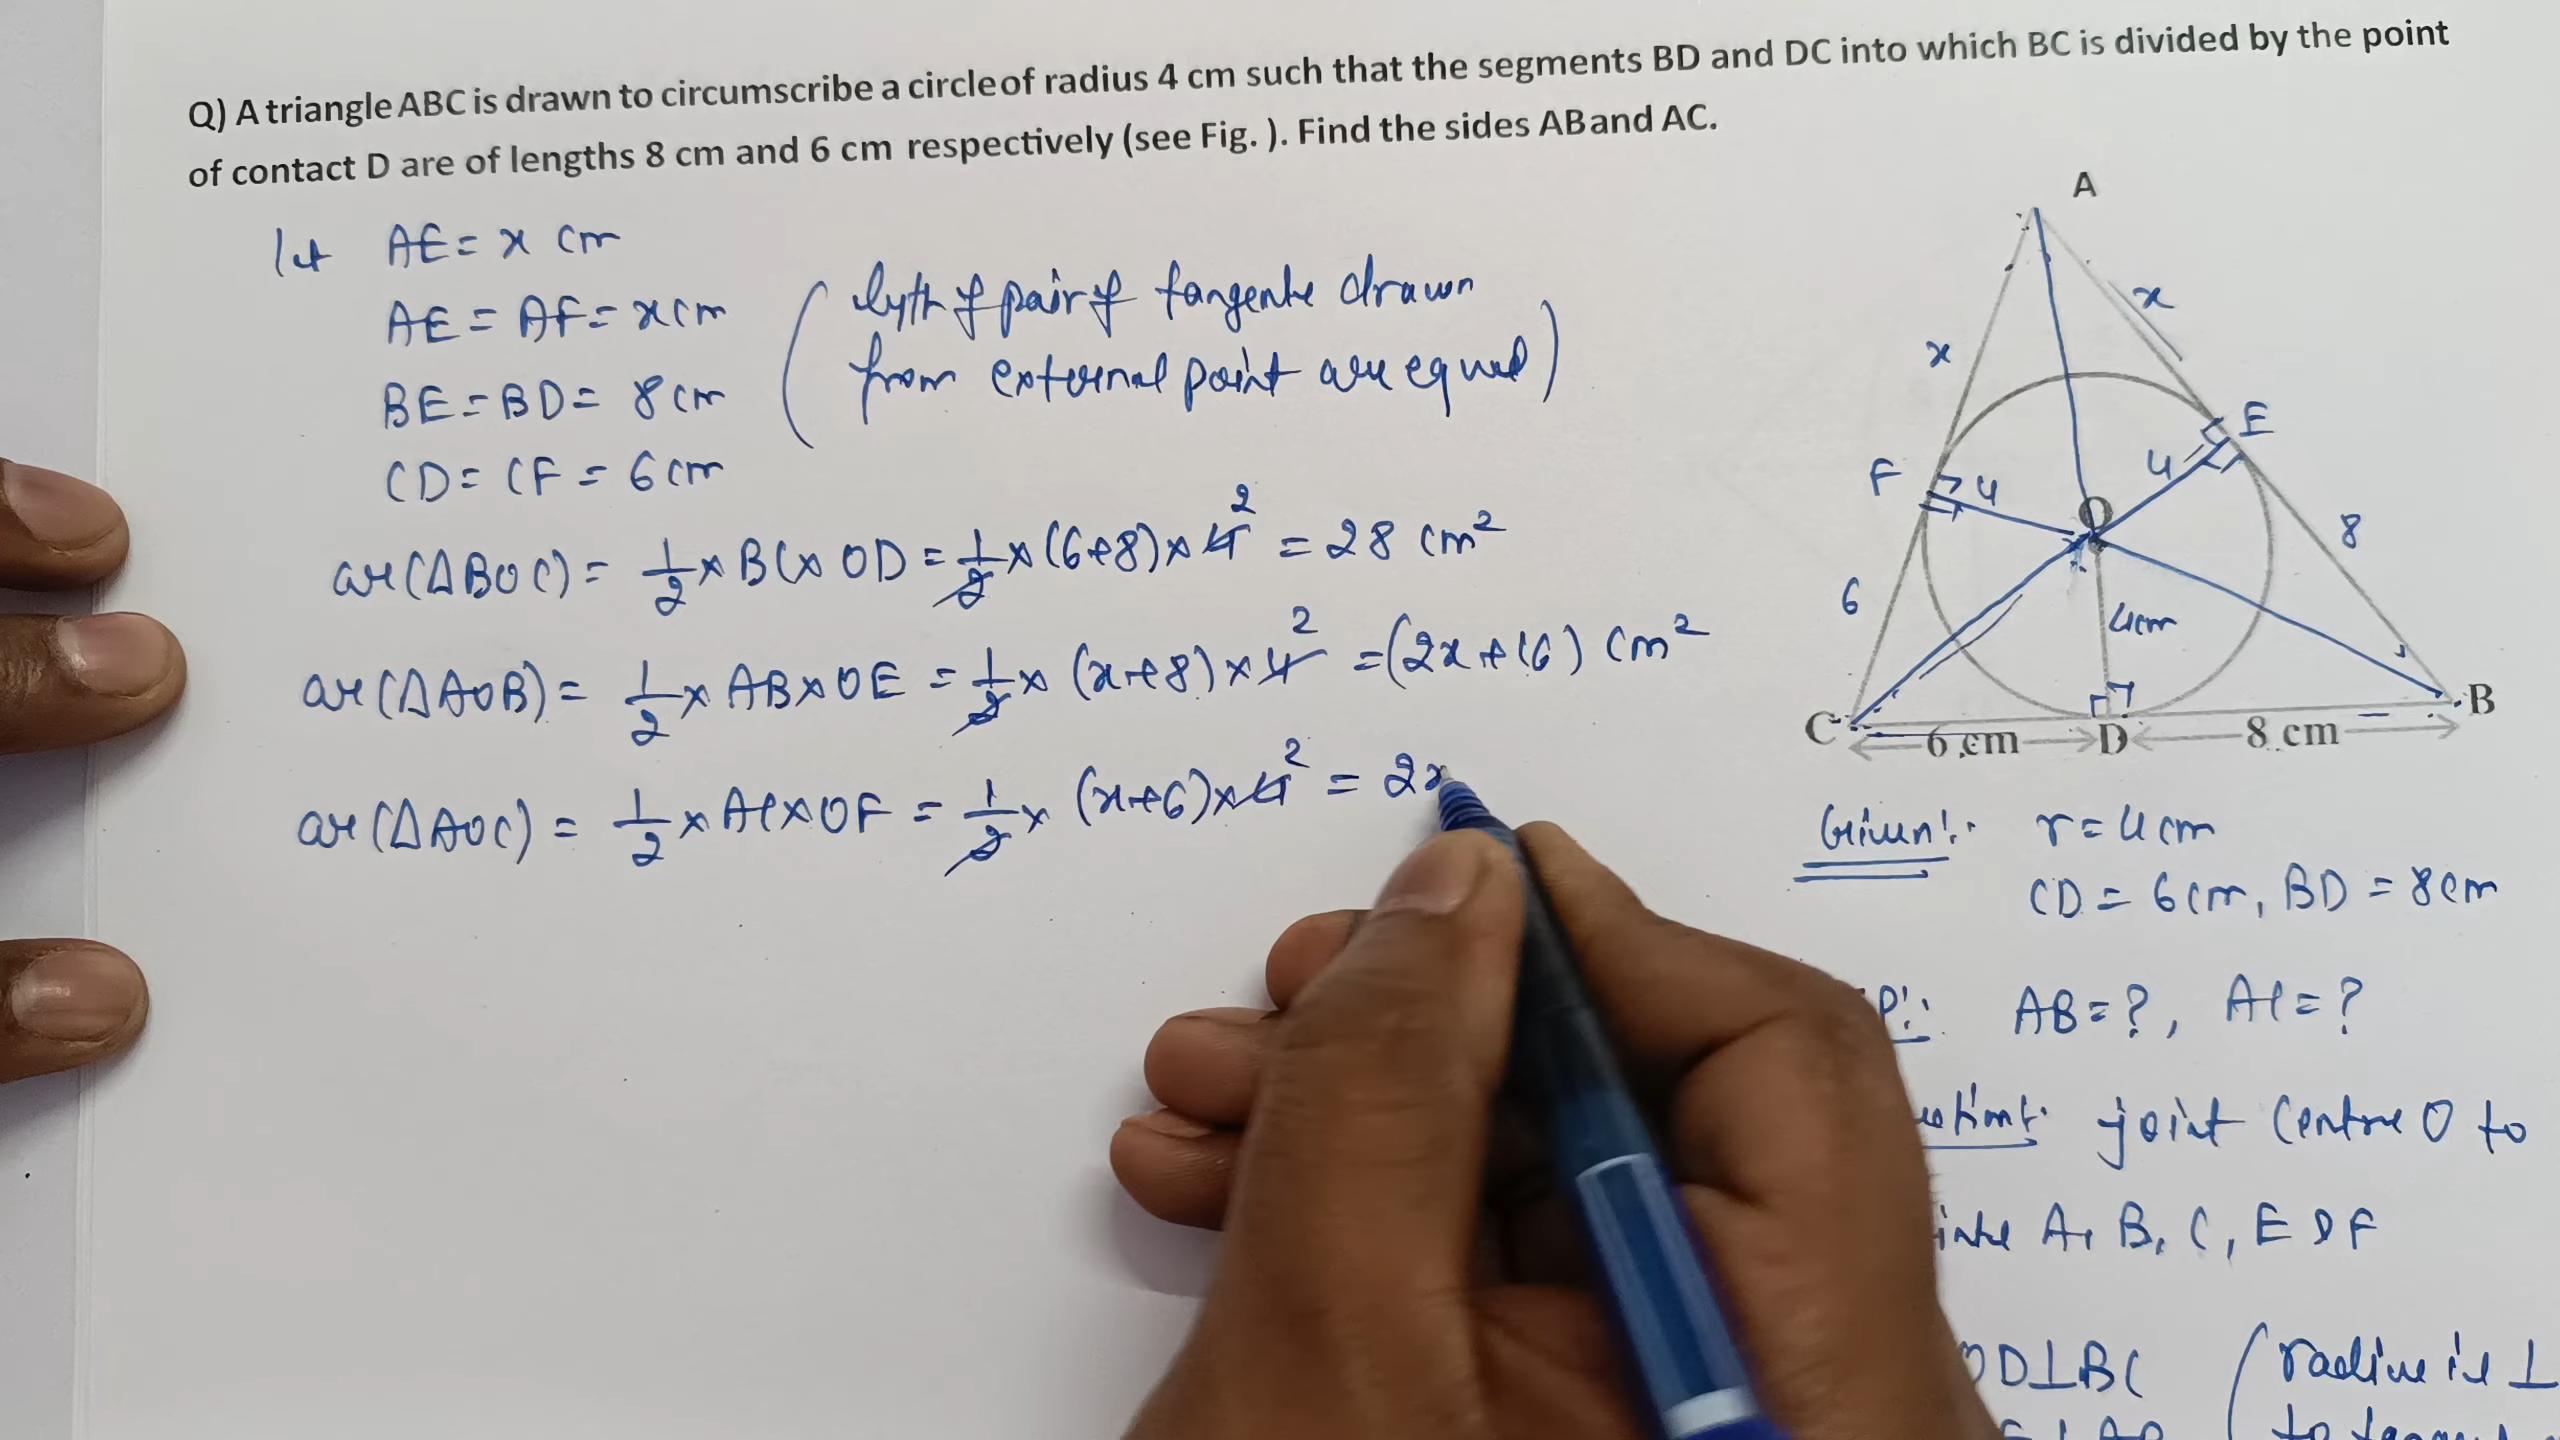 Q) A triangle ABC is drawn to circumscribe a circle of radius 4 cm such that the segments BD and DC into which BC is divided by the point
of contact D are of lengths 8 cm and 6 cm respectively (see Fig. ). Find the sides AB and AC.
let AE = x cm
AE = AF = x cm
BE = BD = 8 cm
CD = CF = 6 cm
(drawn
from external point are equal)
ar(ΔBOC) = 1/2 × BC × OD = 1/2 × (6+8) × 4 2 = 28 cm²
ar(ΔAOB) = 1/2 × AB × OE = 1/2 × (x+8) × 4 2 = (2x+16) cm²
ar(ΔAOC) = 1/2 × AC × OF = 1/2 × (x+6) × 4 2 = 2x
A
x
x
E
F
4
4
O
8
6
4cm
C
B
6 cm
D
8 cm
Given:- r = 4 cm
CD = 6 cm, BD = 8 cm
P:- AB = ?, AC = ?
joint centre O to
A, B, C, E D F
OD⊥BC (radius is ⊥